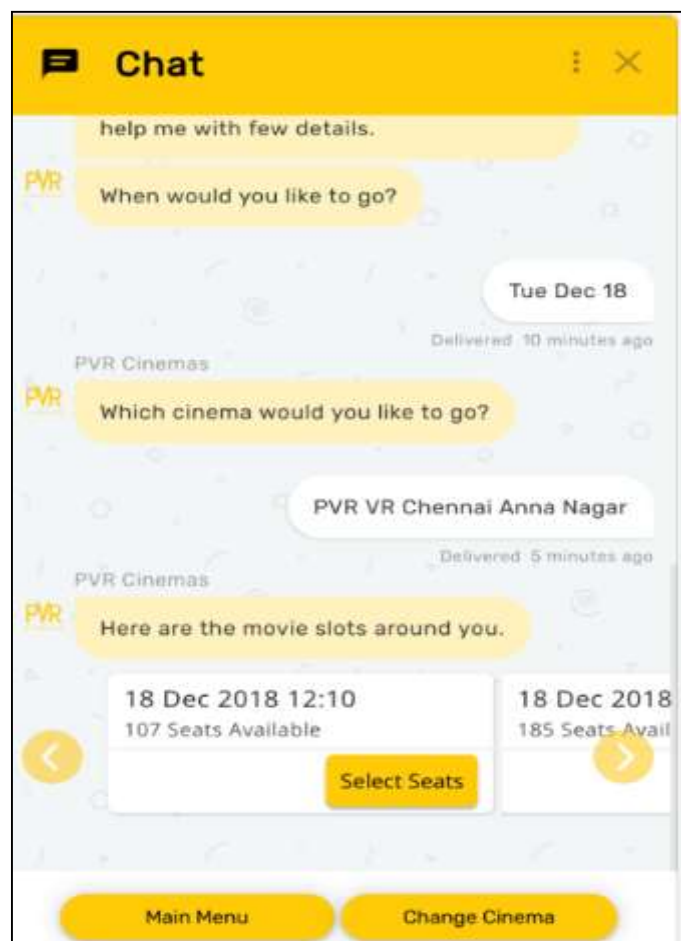 Chat
help me with few details.
PVR
When would you like to go?
Tue Dec 18
Delivered 10 minutes ago
PVR Cinemas
PVR
Which cinema would you like to go?
PVR VR Chennai Anna Nagar
Delivered 5 minutes ago
PVR Cinemas
PVR
Here are the movie slots around you.
18 Dec 2018 12:10
107 Seats Available
Select Seats
18 Dec 2018
185 Seats Avail
Main Menu
Change Cinema